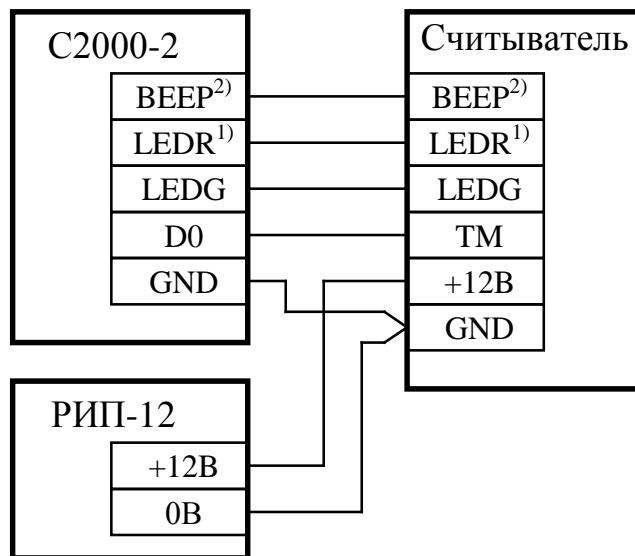 С2000-2
BEEP2)
LEDR1)
LEDG
D0
GND
Считыватель
BEEP2)
LEDR1)
LEDG
TM
+12В
GND
РИП-12
+12В
0В